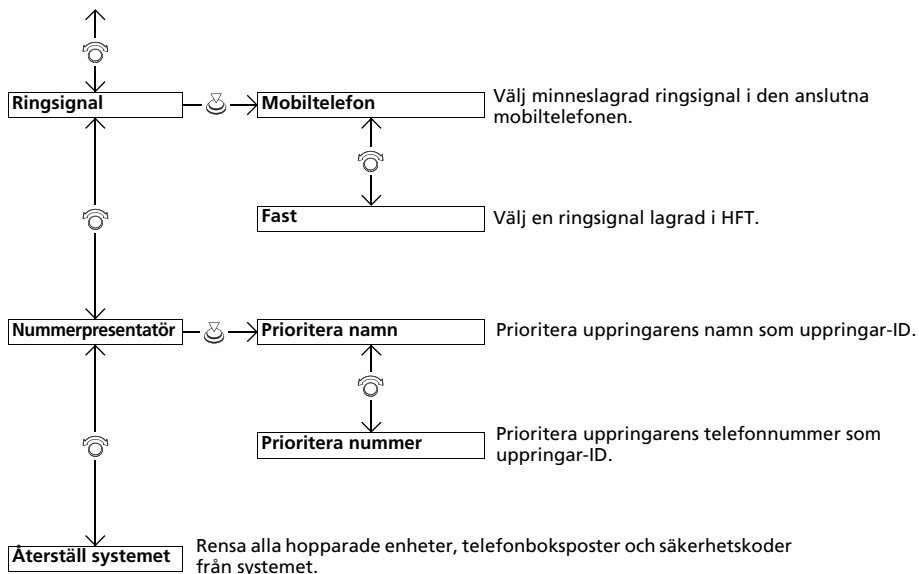 Ringsignal
Mobiltelefon
Välj minneslagrad ringsignal i den anslutna
mobiltelefonen.
Fast
Välj en ringsignal lagrad i HFT.
Nummerpresentatör
Prioritera namn
Prioritera uppringarens namn som uppringar-ID.
Prioritera nummer
Prioritera uppringarens telefonnummer som
uppringar-ID.
Återställ systemet
Rensa alla hopparade enheter, telefonboksposter och säkerhetskoder
från systemet.